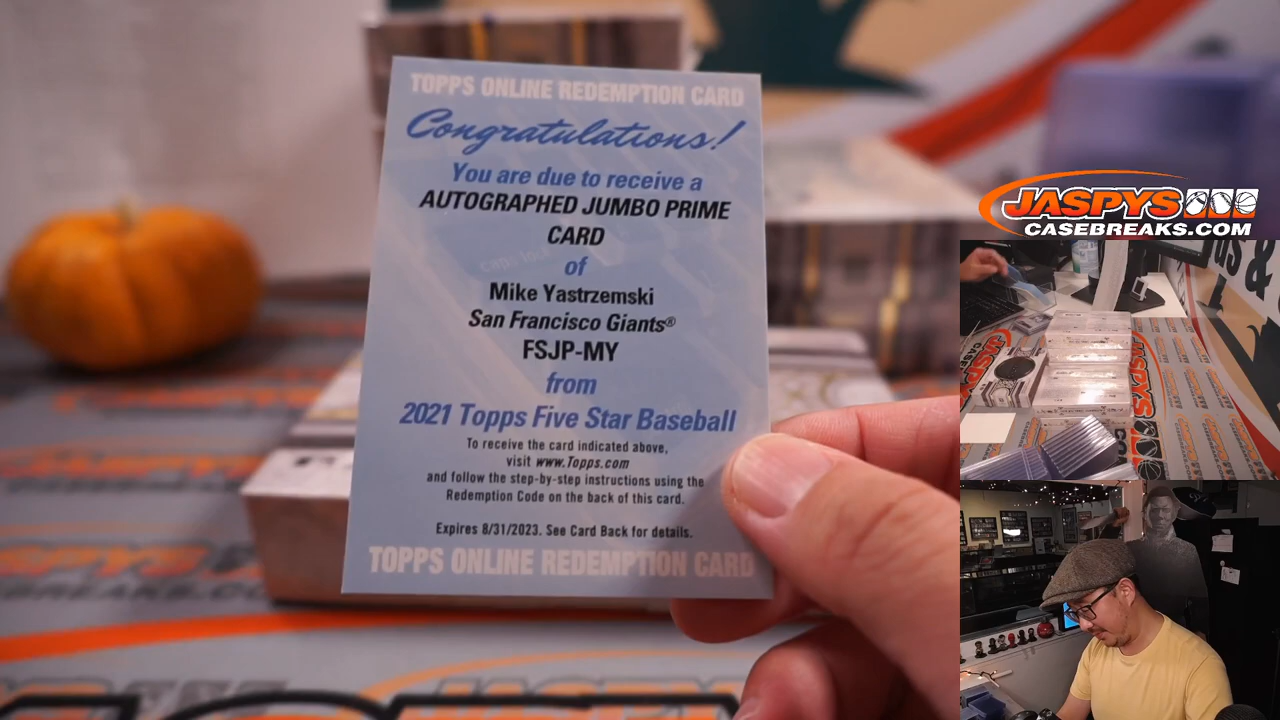 TOPPS ONLINE REDEMPTION CARD
Congratulations!
You are due to receive a
AUTOGRAPHED JUMBO PRIME
CARD
of
Mike Yastrzemski
San Francisco Giants®
FSJP-MY
from
2021 Topps Five Star Baseball
To receive the card indicated above,
visit www.Topps.com
and follow the step-by-step instructions using the
Redemption Code on the back of this card.
Expires 8/31/2023. See Card Back for details.
TOPPS ONLINE REDEMPTION CARD
JASPYS
CASEBREAKS.COM